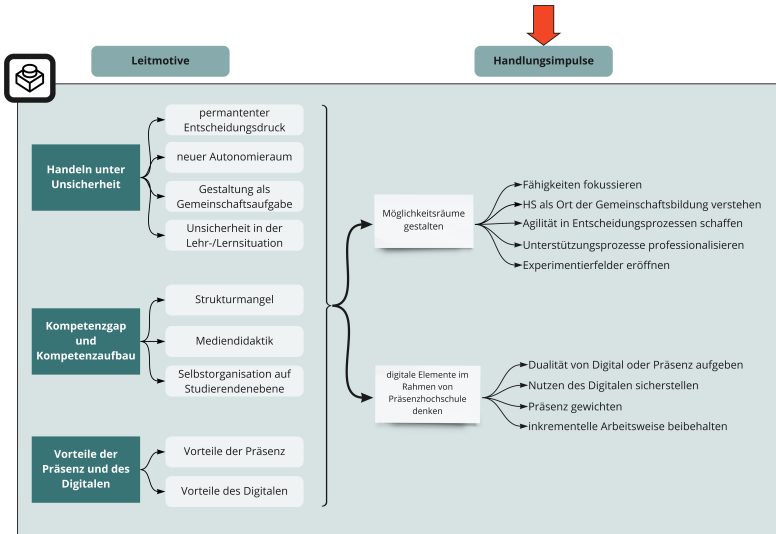 Leitmotive
Handlungsimpulse
Handeln unter
Unsicherheit
permantenter
Entscheidungsdruck
neuer Autonomieraum
Gestaltung als
Gemeinschaftsaufgabe
Unsicherheit in der
Lehr-/Lernsituation
Kompetenzgap
und
Kompetenzaufbau
Strukturmangel
Mediendidaktik
Selbstorganisation auf
Studierendenebene
Vorteile der
Präsenz und des
Digitalen
Vorteile der Präsenz
Vorteile des Digitalen
Möglichkeitsräume
gestalten
Fähigkeiten fokussieren
HS als Ort der Gemeinschaftsbildung verstehen
Agilität in Entscheidungsprozessen schaffen
Unterstützungsprozesse professionalisieren
Experimentierfelder eröffnen
digitale Elemente im
Rahmen von
Präsenzhochschule
denken
Dualität von Digital oder Präsenz aufgeben
Nutzen des Digitalen sicherstellen
Präsenz gewichten
inkrementelle Arbeitsweise beibehalten